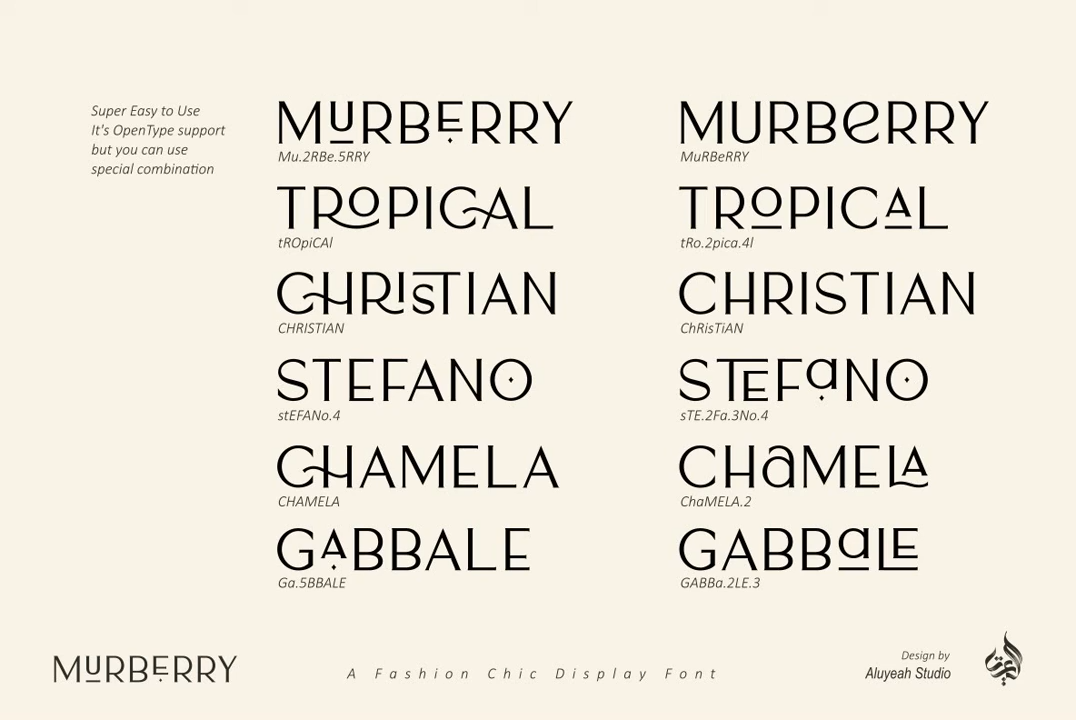 Super Easy to Use
It's OpenType support
but you can use
special combination
MuRBERRY
Mu.2RBe.5RRY
TROPICAL
tROpiCAl
CHRISTIAN
CHRISTIAN
STEFANO
stEFANo.4
CHAMELA
CHAMELA
GABBALE
Ga.5BBALE
MURBeRRY
MuRBeRRY
TROPICAL
tRo.2pica.4l
CHRISTIAN
ChRisTiAN
STEFaNO
sTE.2Fa.3No.4
CHaMELA
ChaMELA.2
GABBaLE
GABBa.2LE.3
MuRBERRY
A Fashion Chic Display Font
Design by
Aluyeah Studio